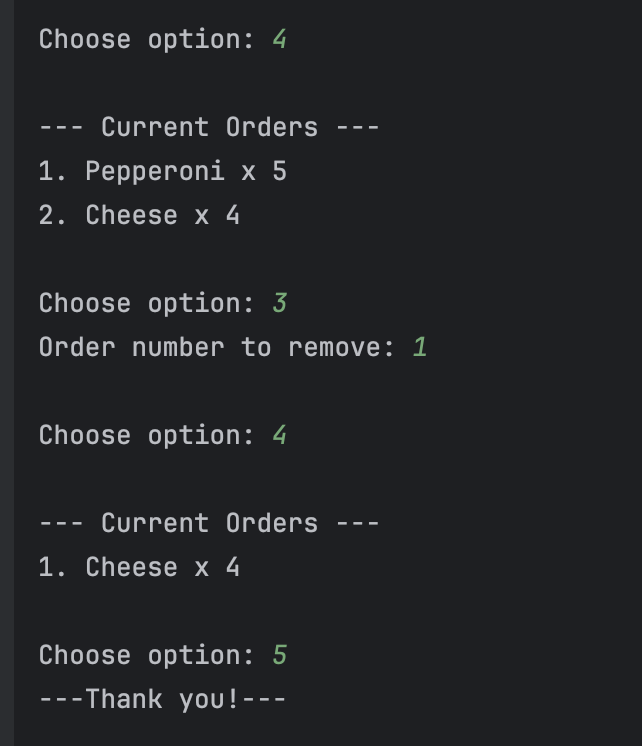 Choose option: 4
--- Current Orders ---
1. Pepperoni x 5
2. Cheese x 4
Choose option: 3
Order number to remove: 1
Choose option: 4
--- Current Orders ---
1. Cheese x 4
Choose option: 5
---Thank you!---